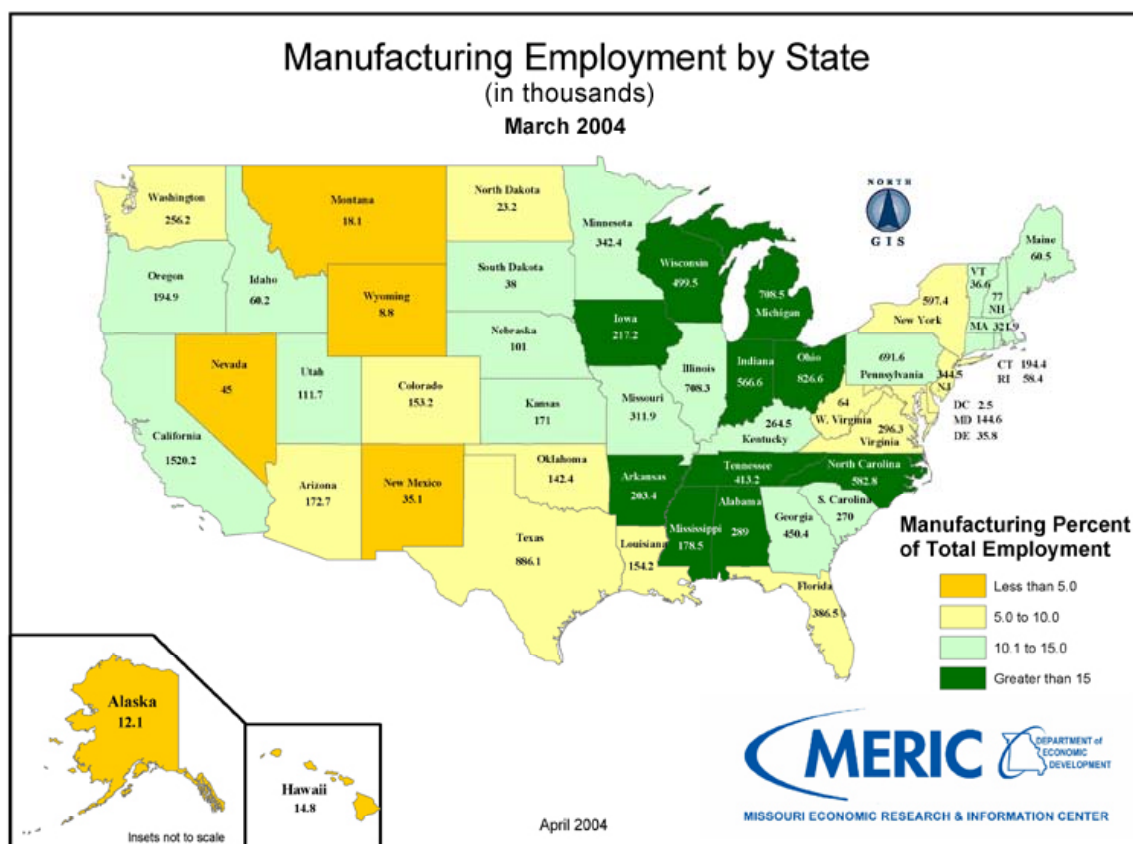 Manufacturing Employment by State
(in thousands)
March 2004
NORTH
GIS
Washington
256.2
Montana
18.1
North Dakota
23.2
Minnesota
342.4
Maine
60.5
Oregon
194.9
Idaho
60.2
South Dakota
38
Wisconsin
499.5
708.5
Michigan
VT
36.6
77
NH
597.4
New York
Wyoming
8.8
Iowa
217.2
MA 321.9
Nebraska
101
Nevada
45
Utah
111.7
Colorado
153.2
Illinois
708.3
Indiana
566.6
Ohio
826.6
691.6
Pennsylvania
344.5
NJ
CT 194.4
RI 58.4
California
1520.2
Kansas
171
Missouri
311.9
264.5
Kentucky
64
W. Virginia
296.3
Virginia
DC 2.5
MD 144.6
DE 35.8
Arizona
172.7
New Mexico
35.1
Oklahoma
142.4
Arkansas
203.4
Tennessee
413.2
North Carolina
582.8
S. Carolina
270
Texas
886.1
Louisiana
154.2
Mississippi
178.5
Alabama
289
Georgia
450.4
Florida
386.5
Manufacturing Percent
of Total Employment
Less than 5.0
5.0 to 10.0
10.1 to 15.0
Greater than 15
Alaska
12.1
Hawaii
14.8
Insets not to scale
April 2004
MERIC
DEPARTMENT of
ECONOMIC
DEVELOPMENT
MISSOURI ECONOMIC RESEARCH & INFORMATION CENTER